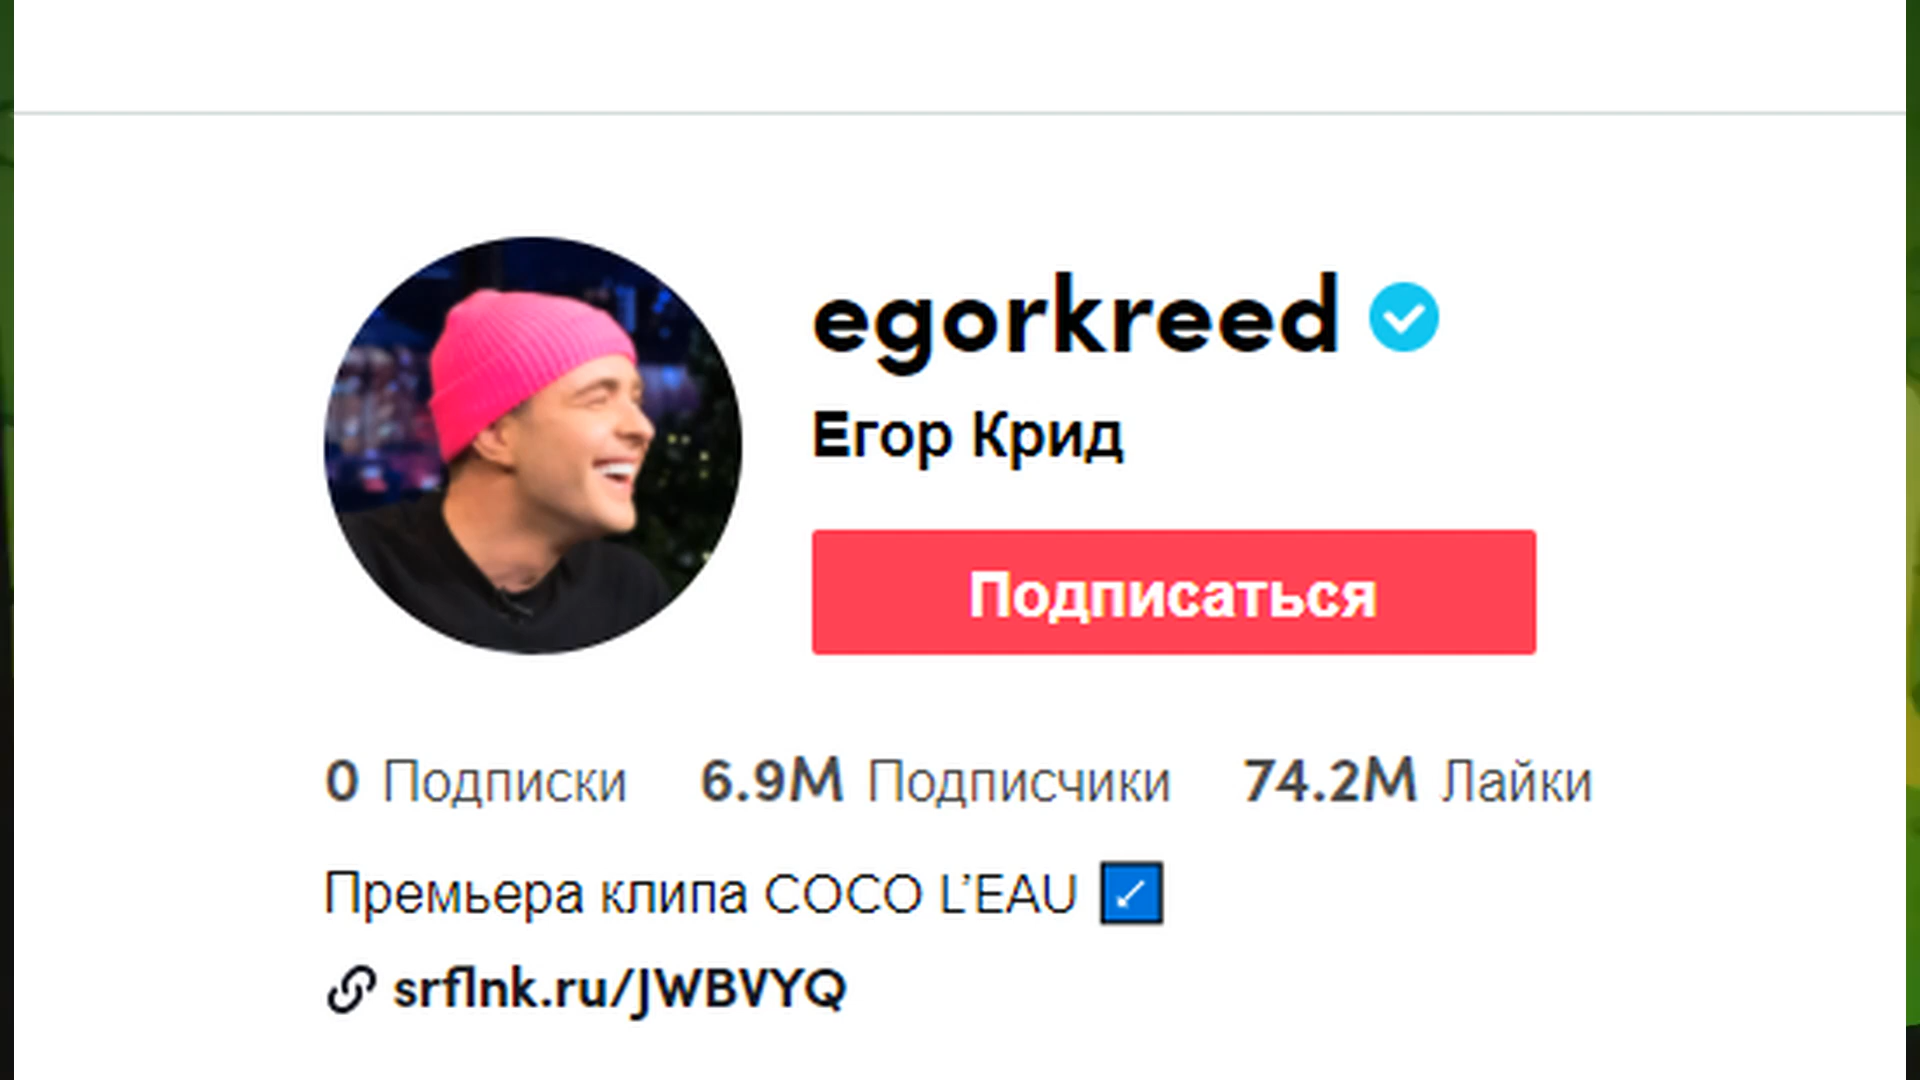 egorkreed
Егор Крид
Подписаться
0 Подписки 6.9M Подписчики 74.2M Лайки
Премьера клипа COCO L’EAU ↙
srflnk.ru/JWBVYQ